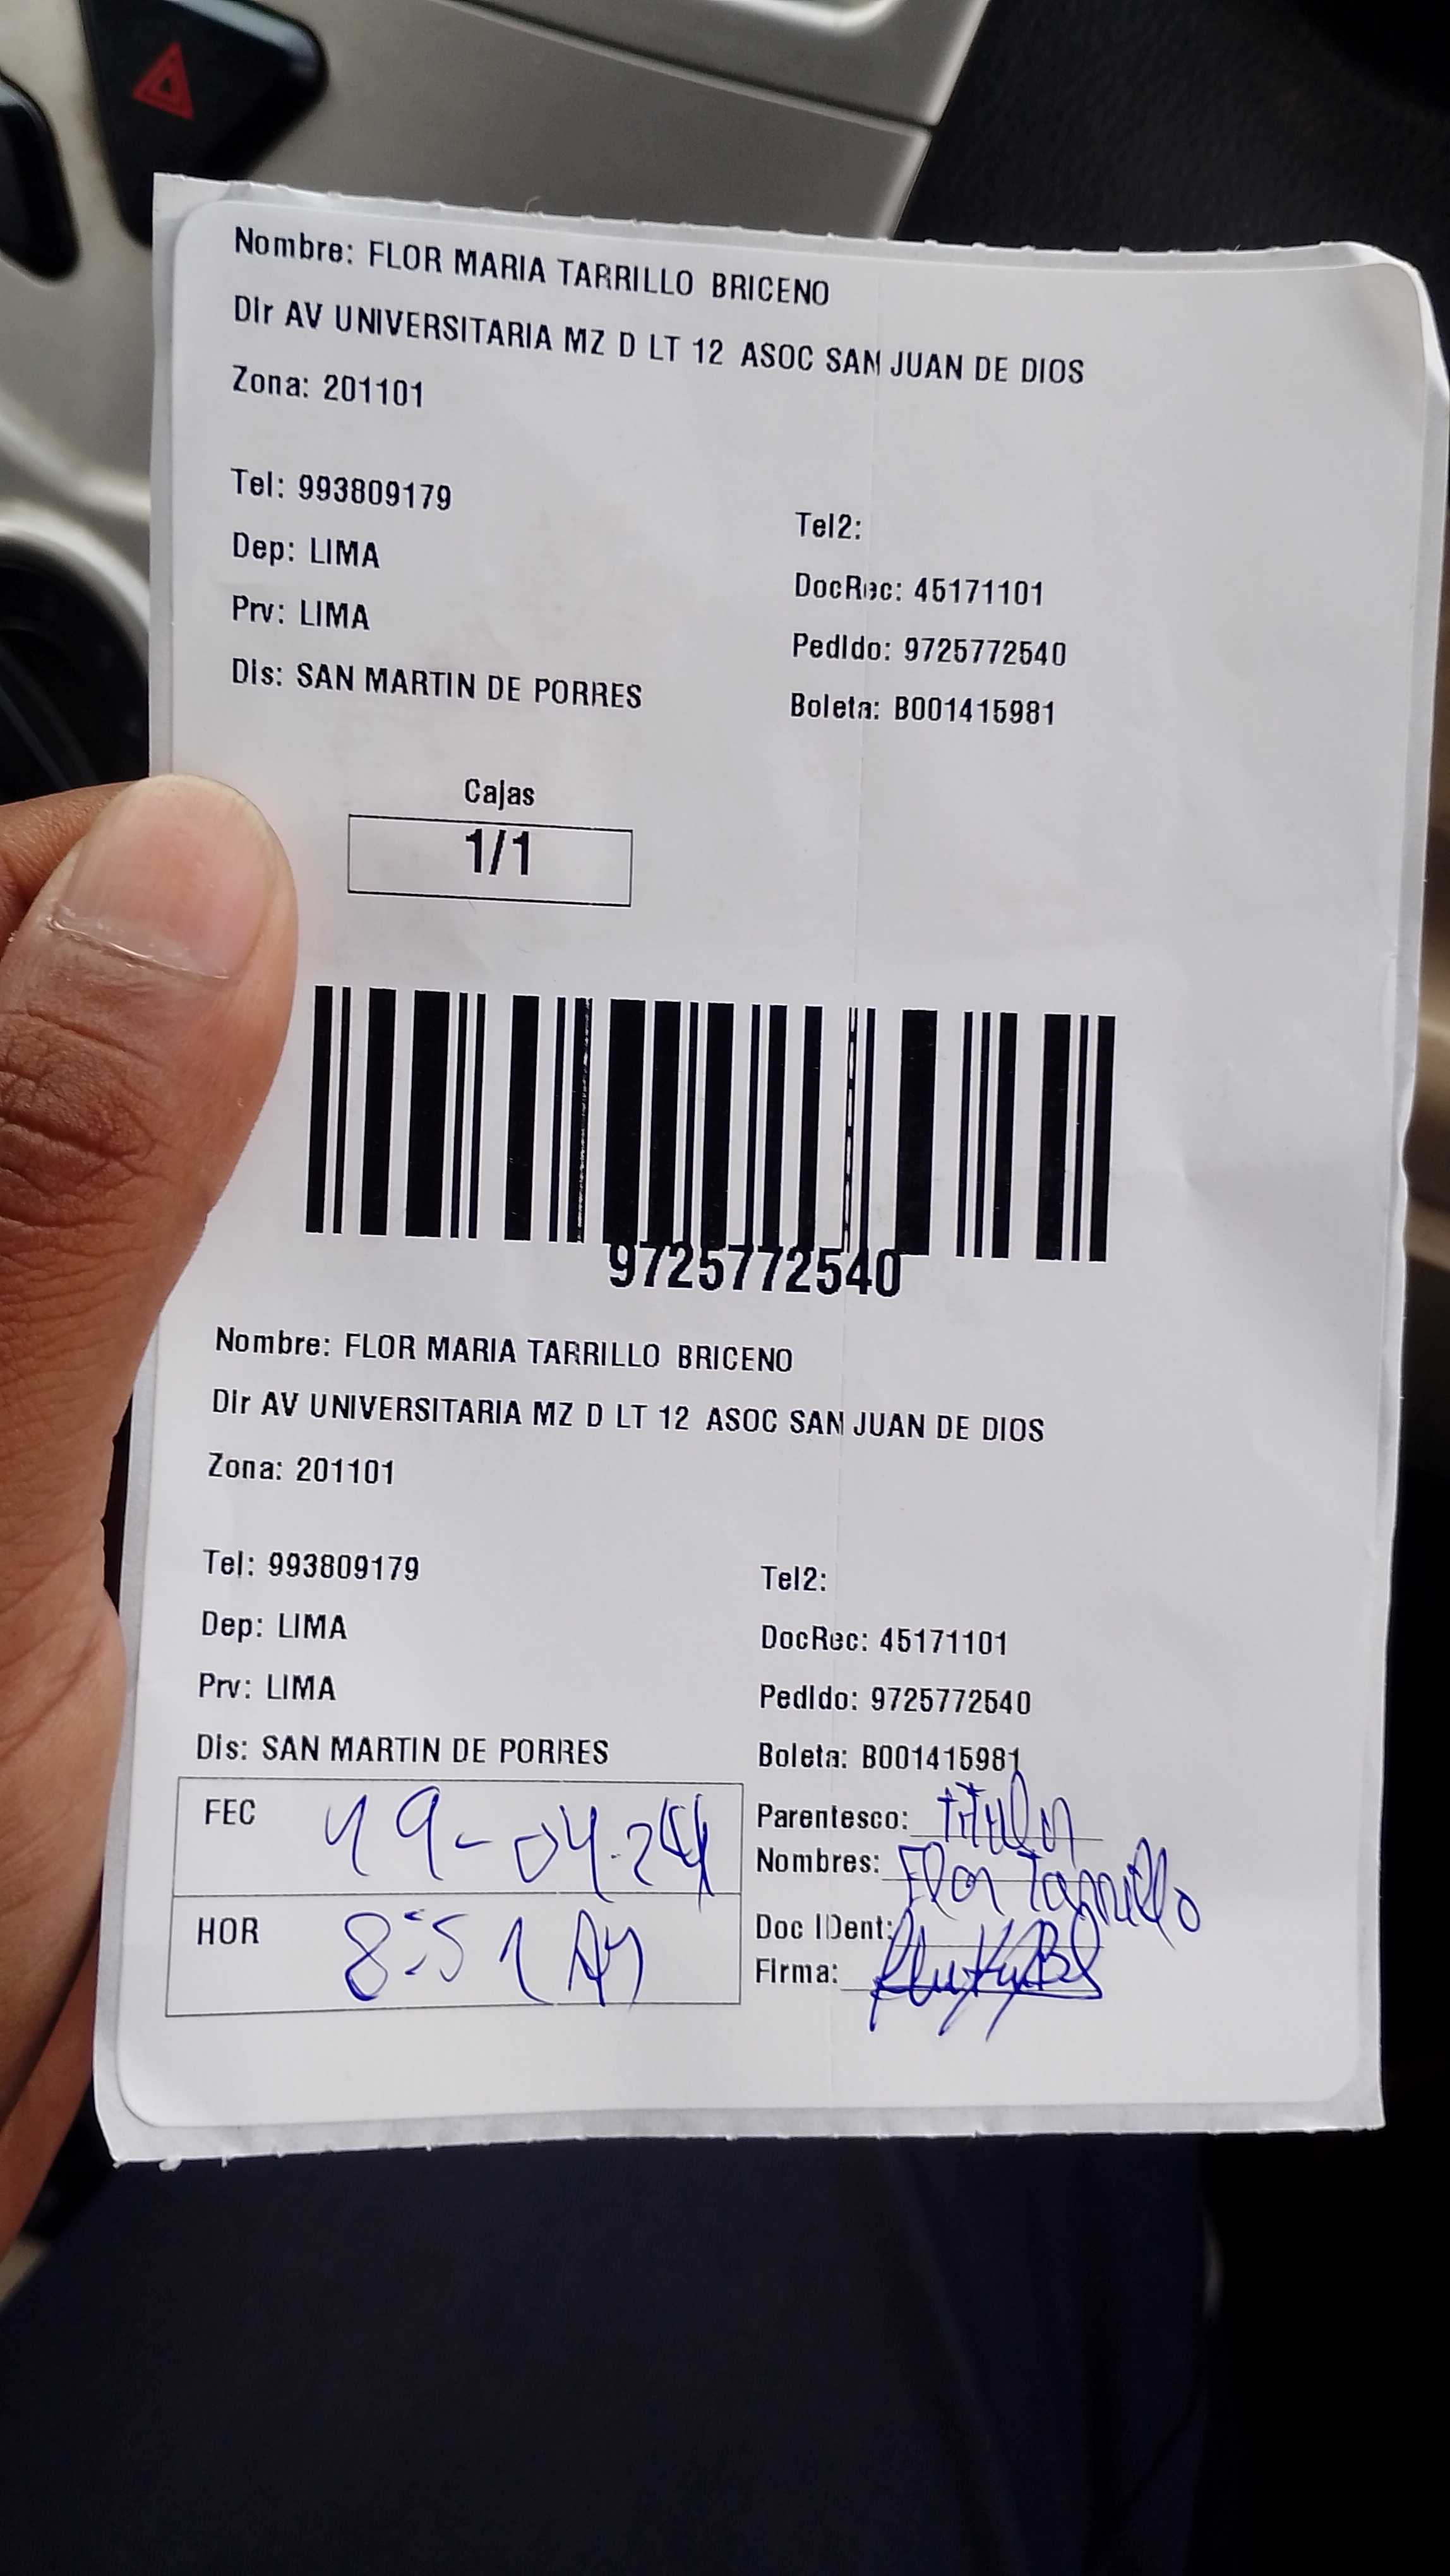 Nombre: FLOR MARIA TARRILLO BRICENO
Dir AV UNIVERSITARIA MZ D LT 12 ASOC SAN JUAN DE DIOS
Zona: 201101
Tel: 993809179
Tel2:
Dep: LIMA
DocRec: 45171101
Prv: LIMA
Pedido: 9725772540
Dis: SAN MARTIN DE PORRES
Boleta: B001415981
Cajas
1/1
9725772540
Nombre: FLOR MARIA TARRILLO BRICENO
Dir AV UNIVERSITARIA MZ D LT 12 ASOC SAN JUAN DE DIOS
Zona: 201101
Tel: 993809179
Tel2:
Dep: LIMA
DocRec: 45171101
Prv: LIMA
Pedido: 9725772540
Dis: SAN MARTIN DE PORRES
Boleta: B001415981
FEC 19-04-24
Parentesco: titular
Nombres: Flor Tarrillo
HOR 8:51 AM
Doc IDent:
Firma: